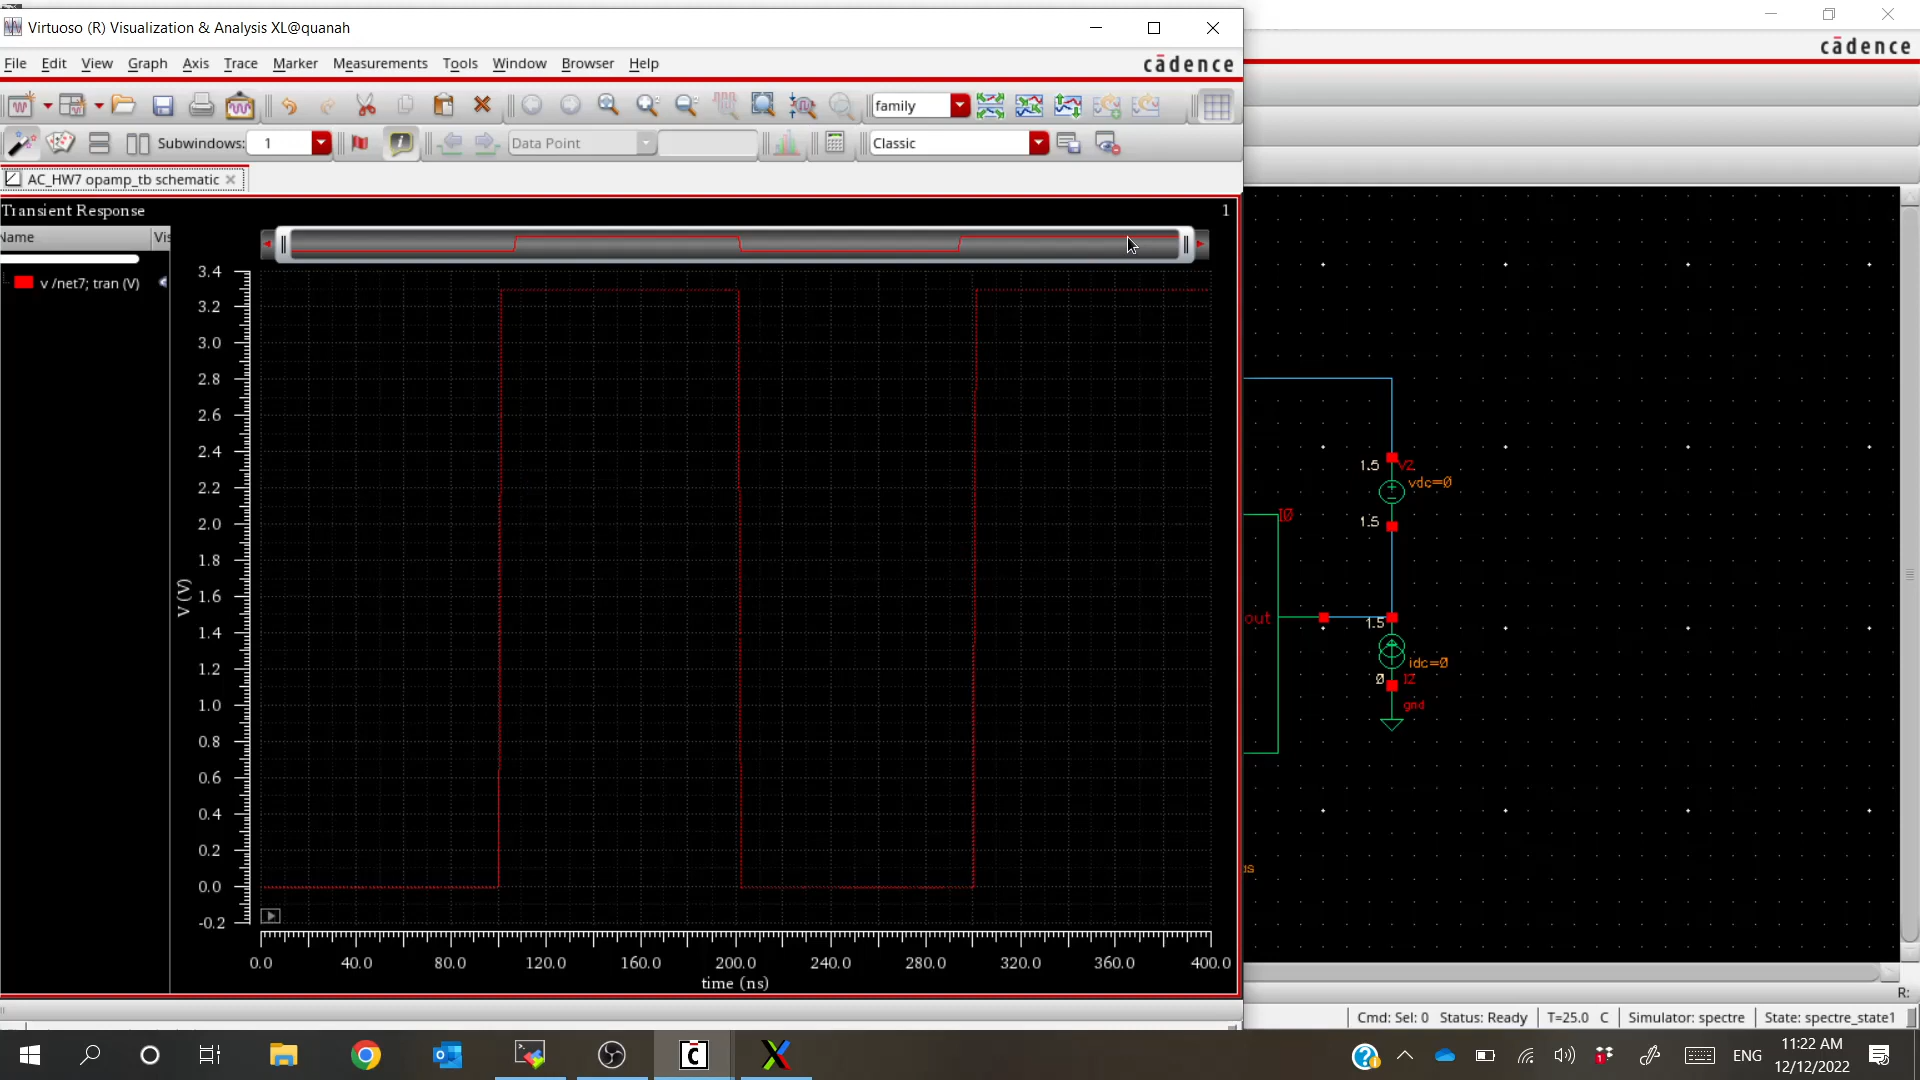 Virtuoso (R) Visualization & Analysis XL@quanah
File Edit View Graph Axis Trace Marker Measurements Tools Window Browser Help
cādence
cādence
family
Subwindows: 1
Data Point
Classic
AC_HW7 opamp_tb schematic
Transient Response
1
Name
Vis
v /net7; tran (V)
3.4
3.2
3.0
2.8
2.6
2.4
2.2
2.0
1.8
1.6
1.4
1.2
1.0
0.8
0.6
0.4
0.2
0.0
-0.2
V (V)
0.0 40.0 80.0 120.0 160.0 200.0 240.0 280.0 320.0 360.0 400.0
time (ns)
1.5
V2
vdc=0
1.5
I0
out
1.5
idc=0
0
I2
gnd
R:
Cmd: Sel: 0 Status: Ready T=25.0 C Simulator: spectre State: spectre_state1
ENG
11:22 AM
12/12/2022